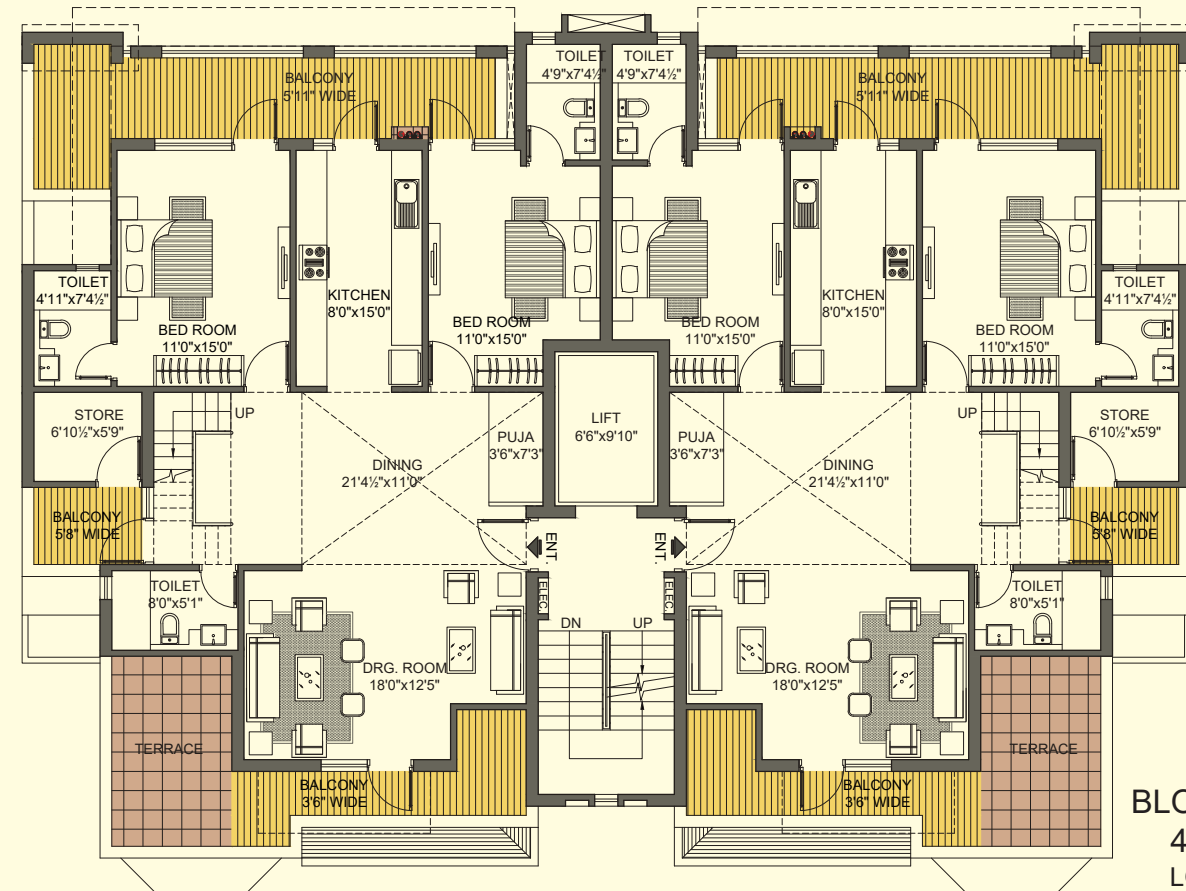 TOILET
4'9"x7'4½"
TOILET
4'9"x7'4½"
BALCONY
5'11" WIDE
BALCONY
5'11" WIDE
TOILET
4'11"x7'4½"
KITCHEN
8'0"x15'0"
BED ROOM
11'0"x15'0"
BED ROOM
11'0"x15'0"
BED ROOM
11'0"x15'0"
KITCHEN
8'0"x15'0"
BED ROOM
11'0"x15'0"
TOILET
4'11"x7'4½"
STORE
6'10½"x5'9"
UP
DINING
21'4½"x11'0"
PUJA
3'6"x7'3"
LIFT
6'6"x9'10"
PUJA
3'6"x7'3"
DINING
21'4½"x11'0"
UP
STORE
6'10½"x5'9"
BALCONY
5'8" WIDE
ENT
ENT
BALCONY
5'8" WIDE
TOILET
8'0"x5'1"
ELEC.
DN
UP
ELEC.
TOILET
8'0"x5'1"
DRG. ROOM
18'0"x12'5"
DRG. ROOM
18'0"x12'5"
TERRACE
BALCONY
3'6" WIDE
BALCONY
3'6" WIDE
TERRACE
BLO
4